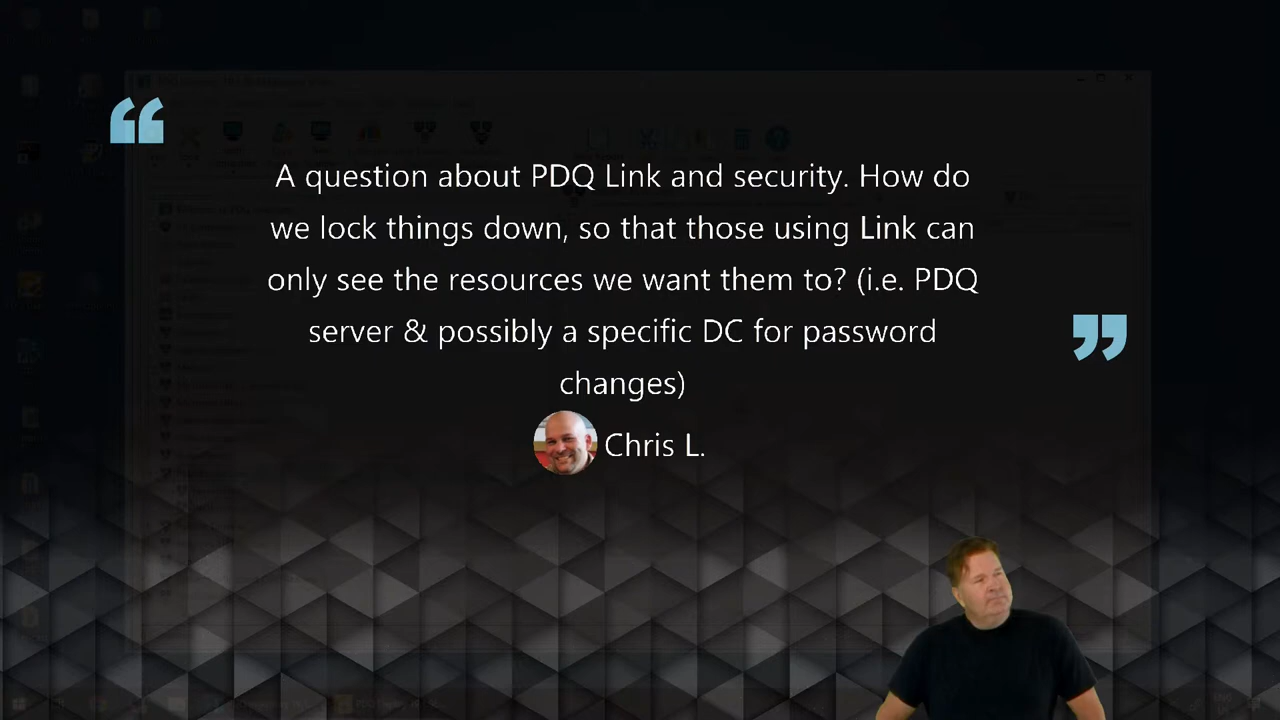 “
A question about PDQ Link and security. How do
we lock things down, so that those using Link can
only see the resources we want them to? (i.e. PDQ
server & possibly a specific DC for password
changes)
”
Chris L.